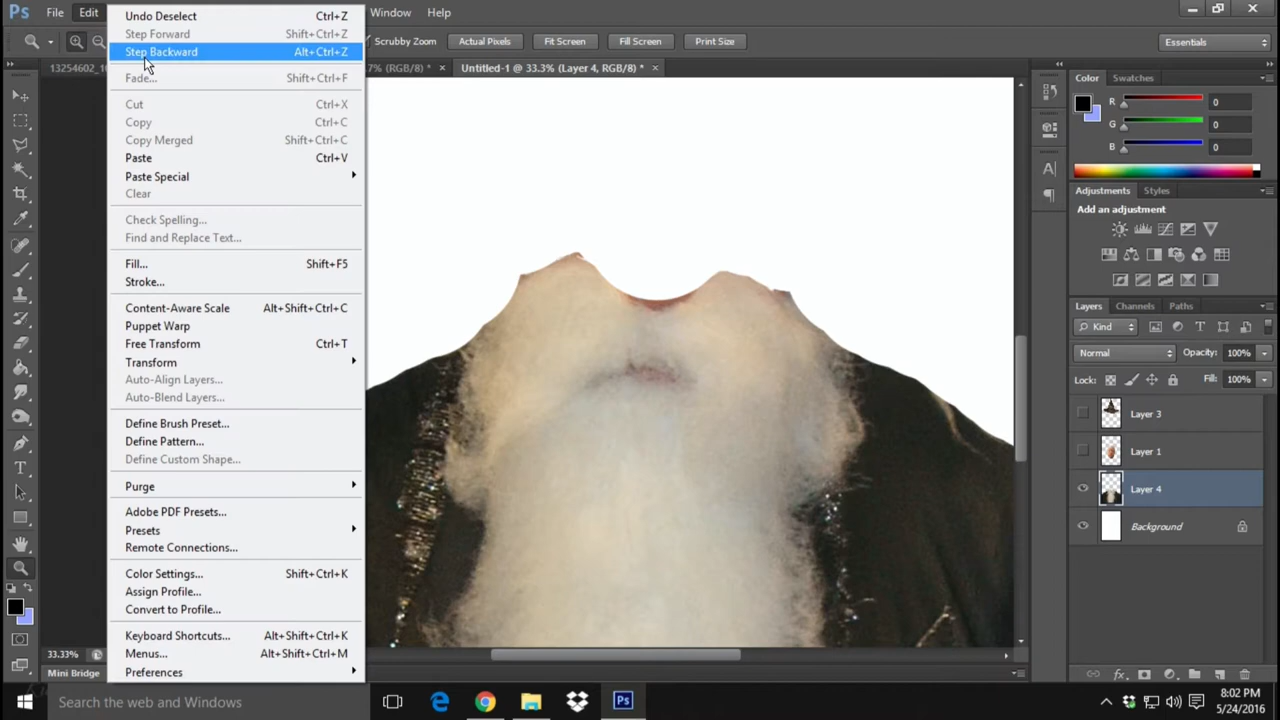 Ps File Edit Window Help
Scrubby Zoom Actual Pixels Fit Screen Fill Screen Print Size Essentials
13254602_1 7% (RGB/8) * × Untitled-1 @ 33.3% (Layer 4, RGB/8) * ×
Undo Deselect Ctrl+Z
Step Forward Shift+Ctrl+Z
Step Backward Alt+Ctrl+Z
Fade... Shift+Ctrl+F
Cut Ctrl+X
Copy Ctrl+C
Copy Merged Shift+Ctrl+C
Paste Ctrl+V
Paste Special
Clear
Check Spelling...
Find and Replace Text...
Fill... Shift+F5
Stroke...
Content-Aware Scale Alt+Shift+Ctrl+C
Puppet Warp
Free Transform Ctrl+T
Transform
Auto-Align Layers...
Auto-Blend Layers...
Define Brush Preset...
Define Pattern...
Define Custom Shape...
Purge
Adobe PDF Presets...
Presets
Remote Connections...
Color Settings... Shift+Ctrl+K
Assign Profile...
Convert to Profile...
Keyboard Shortcuts... Alt+Shift+Ctrl+K
Menus... Alt+Shift+Ctrl+M
Preferences
Color Swatches
R 0
G 0
B 0
Adjustments Styles
Add an adjustment
Layers Channels Paths
Kind
Normal Opacity: 100%
Lock: Fill: 100%
Layer 3
Layer 1
Layer 4
Background
33.33%
Mini Bridge
Search the web and Windows
Ps
8:02 PM
5/24/2016